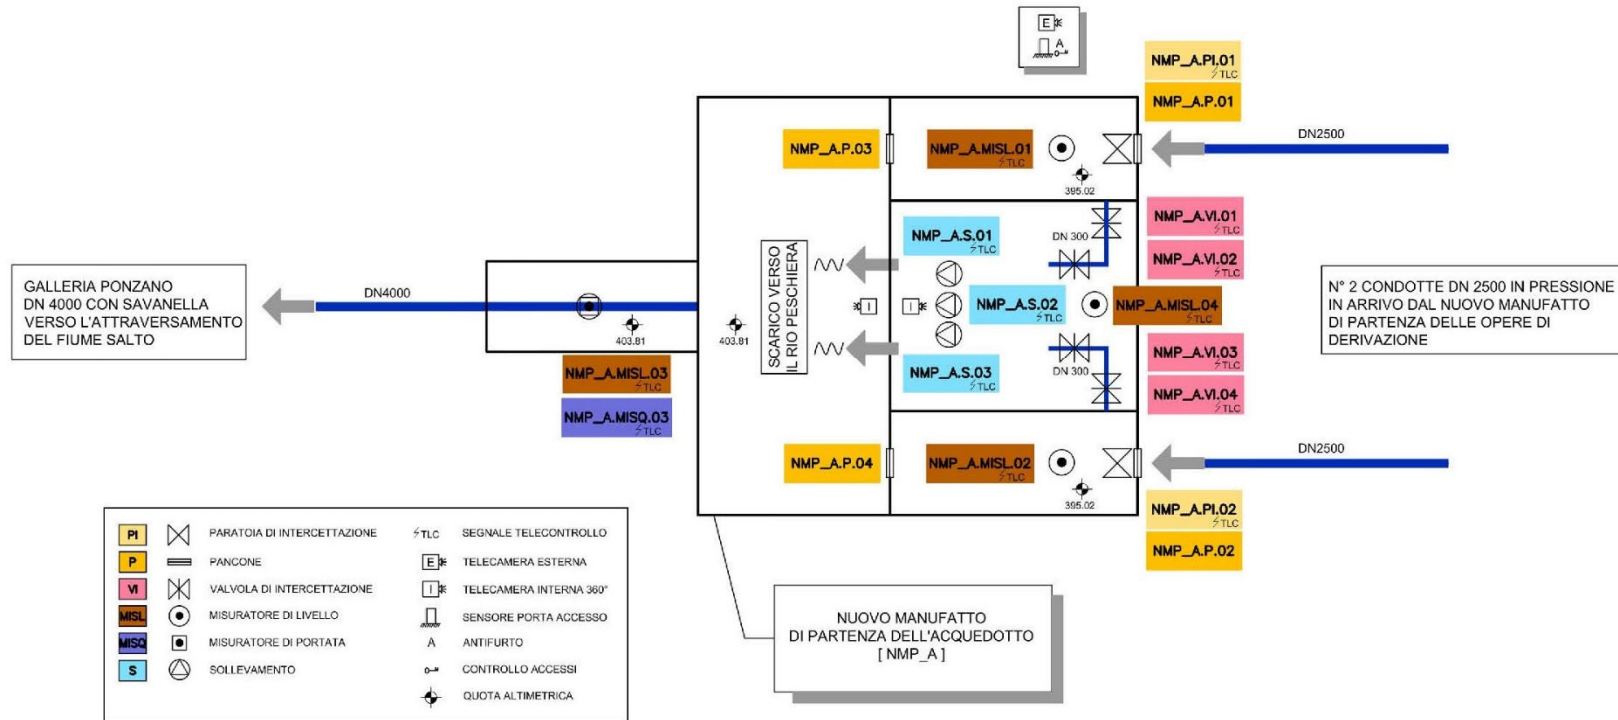 E
A
NMP_A.PI.01
TLC
NMP_A.P.01
DN2500
NMP_A.P.03
NMP_A.MISL.01
TLC
395.02
NMP_A.VI.01
TLC
NMP_A.S.01
TLC
DN 300
NMP_A.VI.02
TLC
SCARICO VERSO
IL RIO PESCHIERA
GALLERIA PONZANO
DN 4000 CON SAVANELLA
VERSO L'ATTRAVERSAMENTO
DEL FIUME SALTO
DN4000
403.81
403.81
I
I
NMP_A.S.02
TLC
NMP_A.MISL.04
TLC
N° 2 CONDOTTE DN 2500 IN PRESSIONE
IN ARRIVO DAL NUOVO MANUFATTO
DI PARTENZA DELLE OPERE DI
DERIVAZIONE
NMP_A.VI.03
TLC
NMP_A.S.03
TLC
DN 300
NMP_A.VI.04
TLC
NMP_A.MISL.03
TLC
NMP_A.MISQ.03
TLC
NMP_A.P.04
NMP_A.MISL.02
TLC
395.02
DN2500
NMP_A.PI.02
TLC
NMP_A.P.02
PI PARATOIA DI INTERCETTAZIONE
P PANCONE
VI VALVOLA DI INTERCETTAZIONE
MISL MISURATORE DI LIVELLO
MISQ MISURATORE DI PORTATA
S SOLLEVAMENTO
TLC SEGNALE TELECONTROLLO
E TELECAMERA ESTERNA
I TELECAMERA INTERNA 360°
SENSORE PORTA ACCESSO
A ANTIFURTO
CONTROLLO ACCESSI
QUOTA ALTIMETRICA
NUOVO MANUFATTO
DI PARTENZA DELL'ACQUEDOTTO
[ NMP_A ]